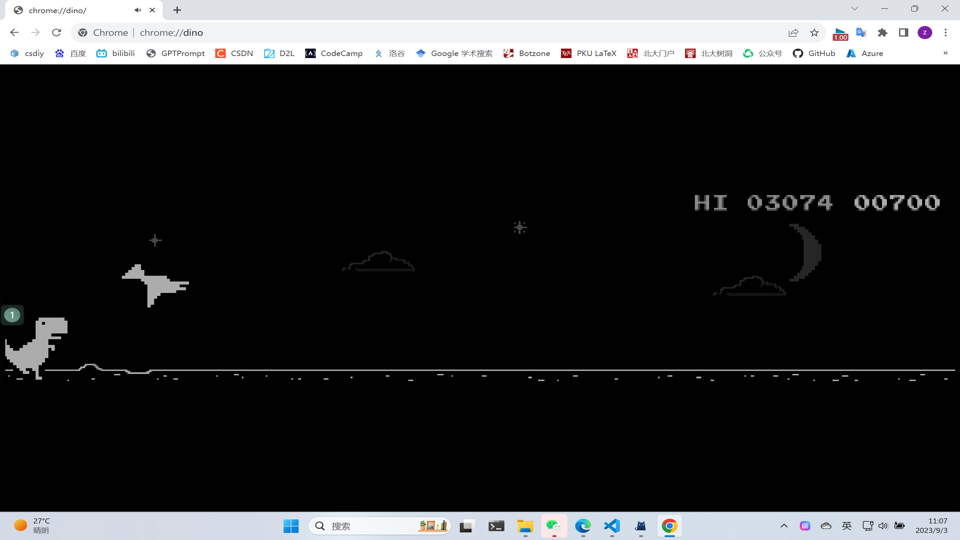 chrome://dino/
Chrome | chrome://dino
1.00
z
csdiy 百度 bilibili GPTPrompt CSDN D2L CodeCamp 洛谷 Google 学术搜索 Botzone PKU LaTeX 北大门户 北大树洞 公众号 GitHub Azure »
HI 03074 00700
1
27°C
晴朗
搜索
英
11:07
2023/9/3